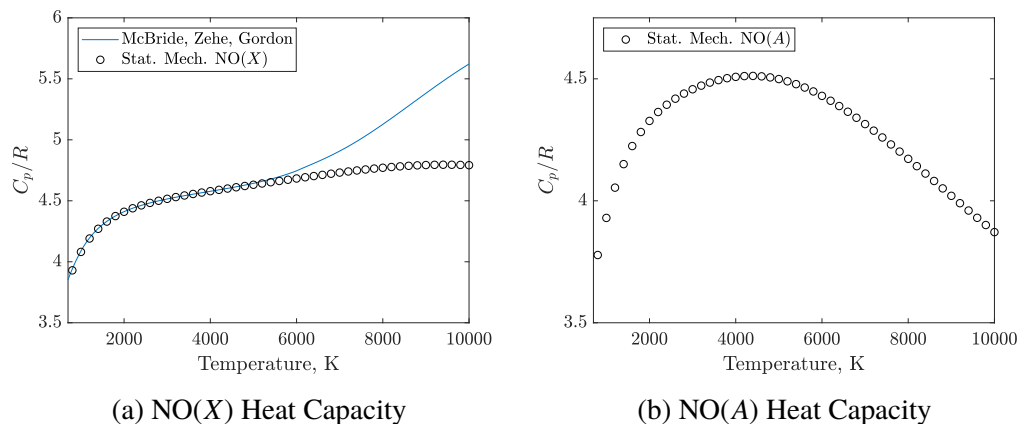 6
5.5
5
4.5
4
3.5
C_p/R
McBride, Zehe, Gordon
Stat. Mech. NO(X)
2000 4000 6000 8000 10000
Temperature, K
(a) NO(X) Heat Capacity
4.5
4
3.5
C_p/R
Stat. Mech. NO(A)
2000 4000 6000 8000 10000
Temperature, K
(b) NO(A) Heat Capacity